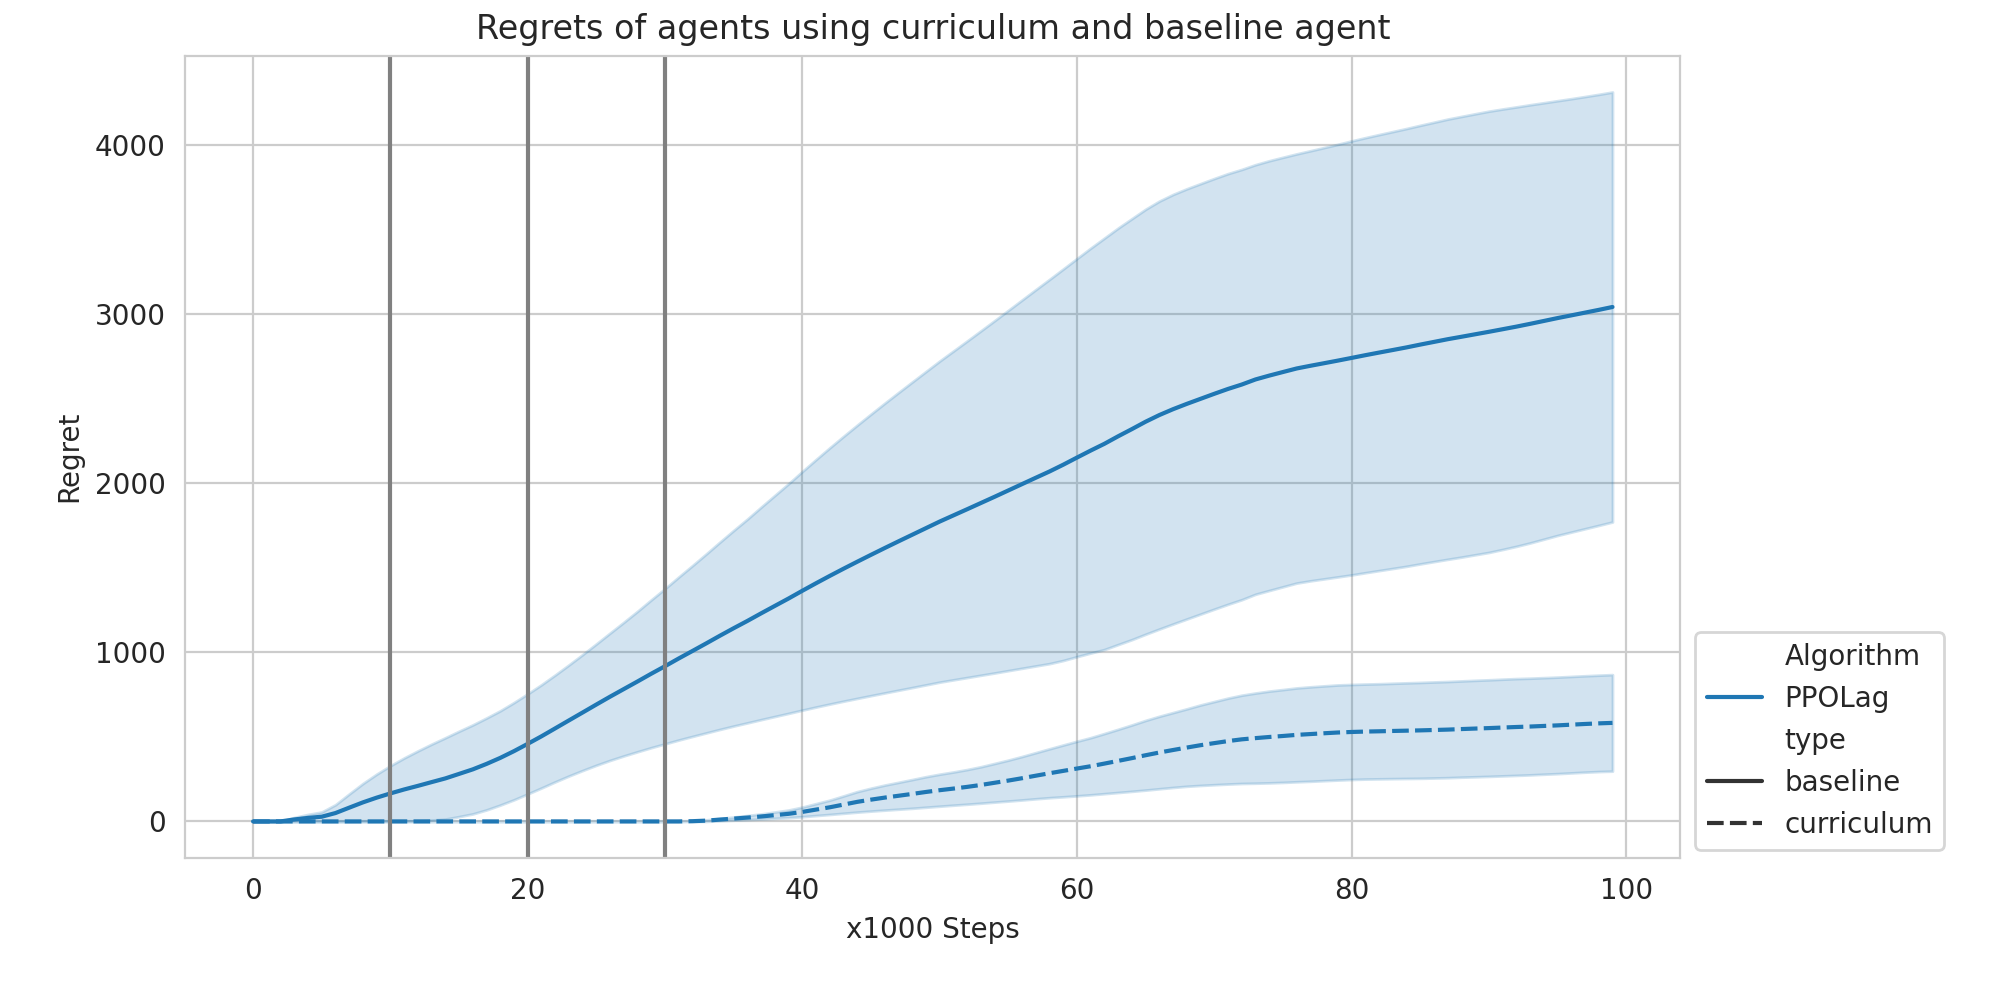 Regrets of agents using curriculum and baseline agent
4000
3000
2000
1000
0
Regret
0 20 40 60 80 100
x1000 Steps
Algorithm
PPOLag
type
baseline
curriculum